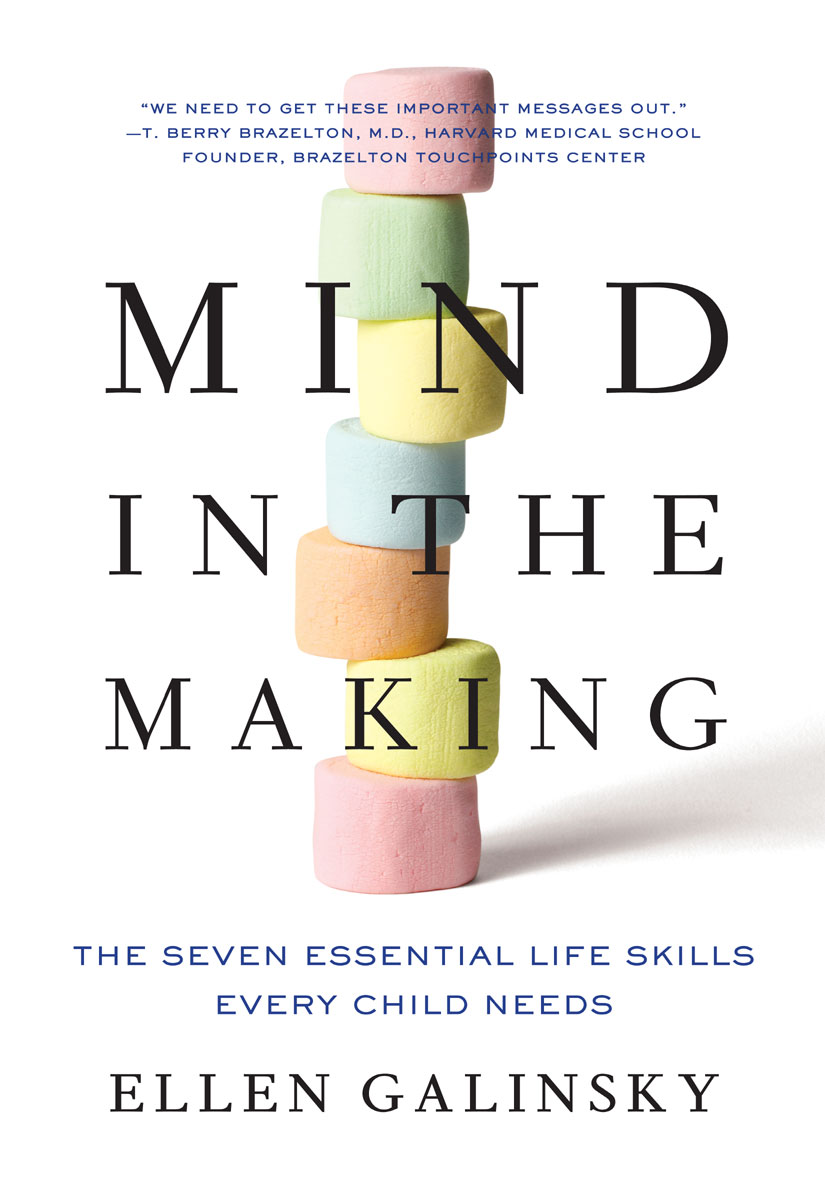 “WE NEED TO GET THESE IMPORTANT MESSAGES OUT.”
—T. BERRY BRAZELTON, M.D., HARVARD MEDICAL SCHOOL
FOUNDER, BRAZELTON TOUCHPOINTS CENTER
MIND
IN THE
MAKING
THE SEVEN ESSENTIAL LIFE SKILLS
EVERY CHILD NEEDS
ELLEN GALINSKY